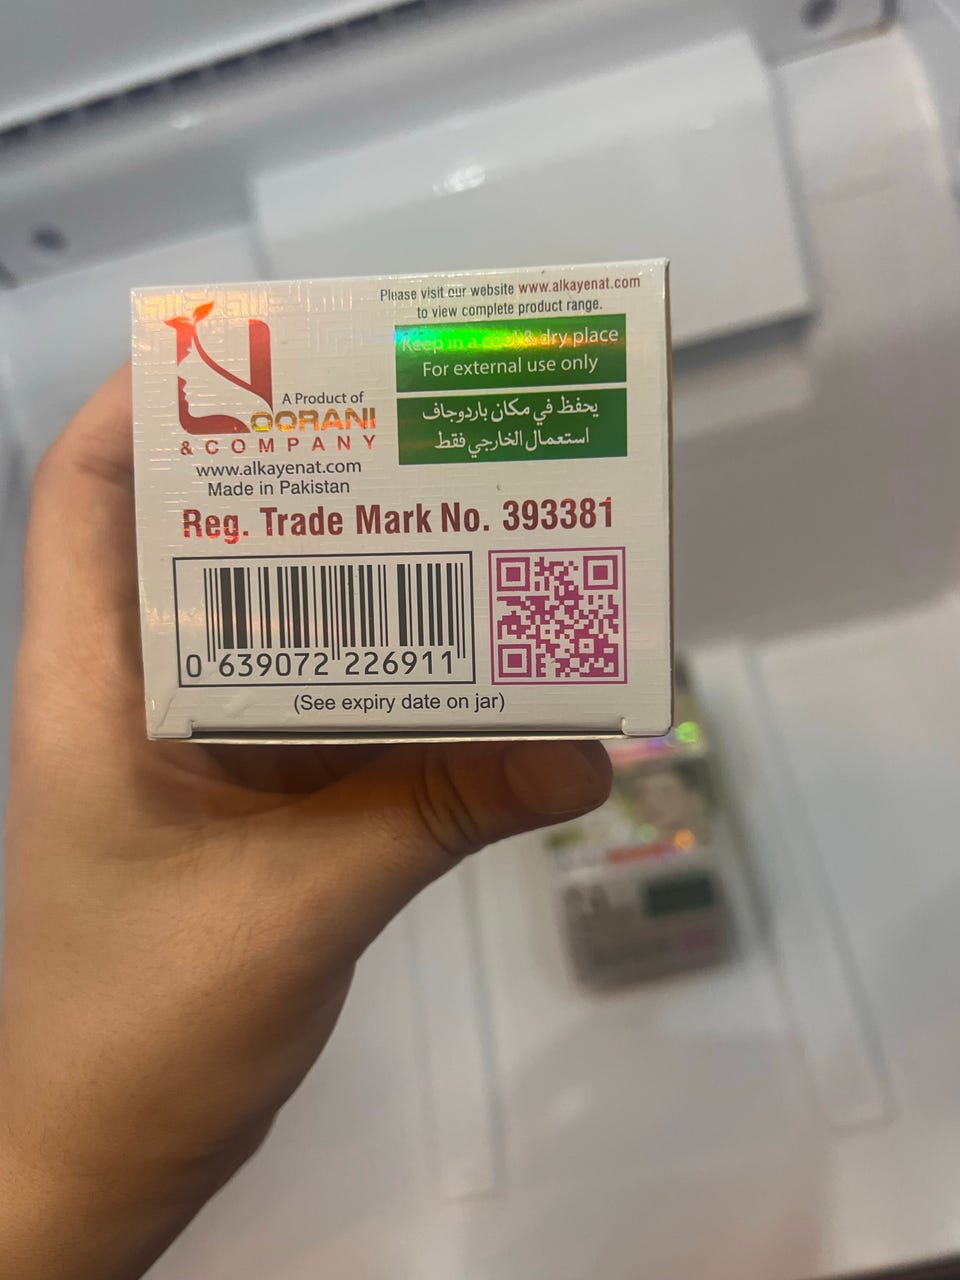 Please visit our website www.alkayenat.com
to view complete product range.
Keep in a cool & dry place
For external use only
يحفظ في مكان باردوجاف
استعمال الخارجي فقط
A Product of
NOORANI
& COMPANY
www.alkayenat.com
Made in Pakistan
Reg. Trade Mark No. 393381
0 639072 226911
(See expiry date on jar)